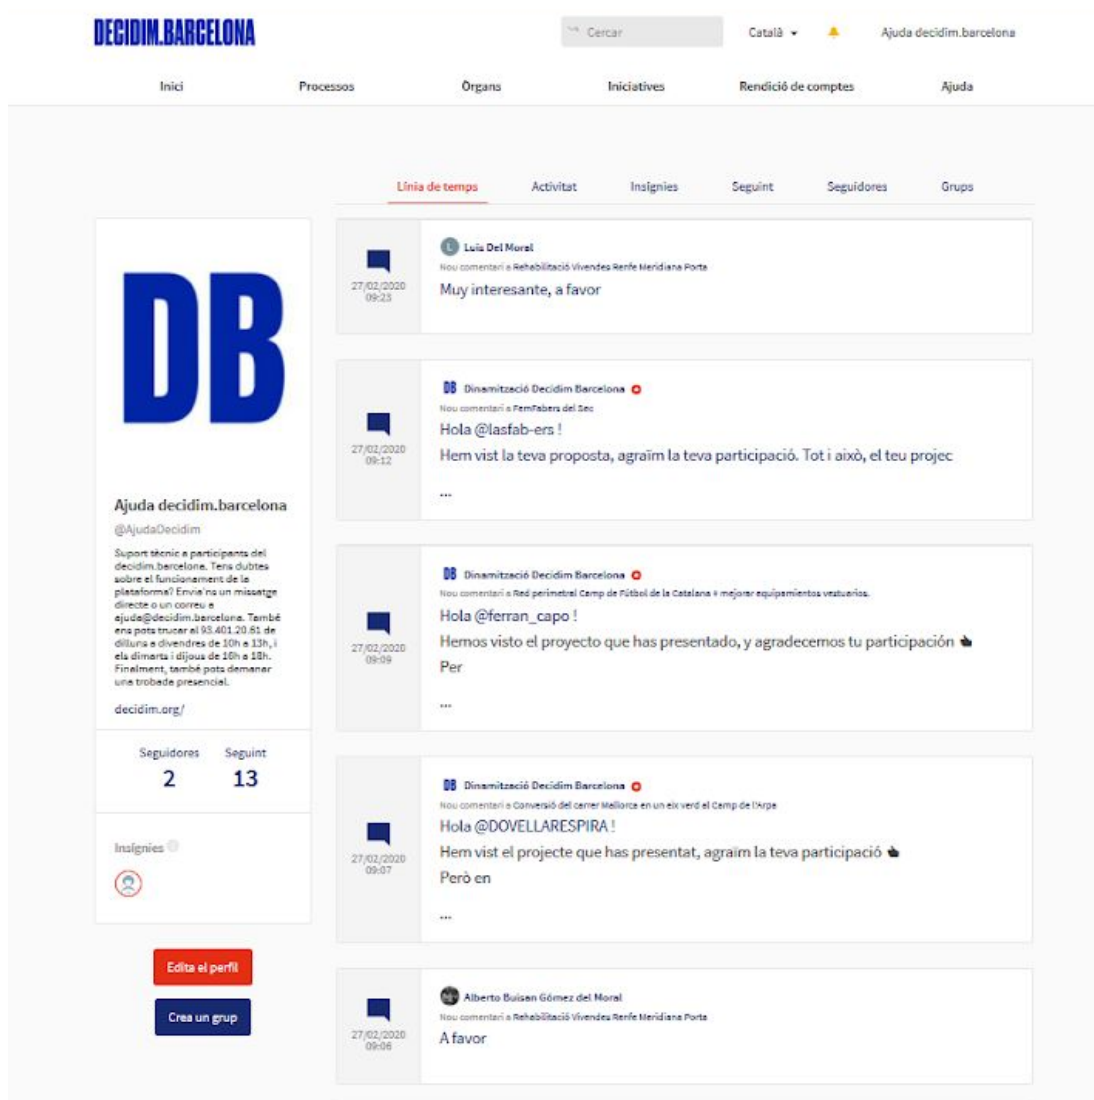 DECIDIM.BARCELONA
Cercar
Català
Ajuda decidim.barcelona
Inici
Processos
Òrgans
Iniciatives
Rendició de comptes
Ajuda
Línia de temps
Activitat
Insígnies
Seguint
Seguidores
Grups
DB
Ajuda decidim.barcelona
@AjudaDecidim
Suport tècnic a participants del
decidim.barcelona. Tens dubtes
sobre el funcionament de la
plataforma? Envia'ns un missatge
directe o un correu a
ajuda@decidim.barcelona. També
ens pots trucar al 93.401.20.61 de
dilluns a divendres de 10h a 13h, i
els dimarts i dijous de 16h a 18h.
Finalment, també pots demanar
una trobada presencial.
decidim.org/
Seguidores
Seguint
2
13
Insígnies
Edita el perfil
Crea un grup
27/02/2020
09:23
L Luis Del Moral
Nou comentari a Rehabilitació Vivendes Renfe Meridiana Porta
Muy interesante, a favor
27/02/2020
09:12
DB Dinamització Decidim Barcelona
Nou comentari a FemFabers del Sec
Hola @lasfab-ers !
Hem vist la teva proposta, agraïm la teva participació. Tot i això, el teu projec
...
27/02/2020
09:09
DB Dinamització Decidim Barcelona
Nou comentari a Red perimetral Camp de Fútbol de la Catalana + mejorar equipamientos vestuarios.
Hola @ferran_capo !
Hemos visto el proyecto que has presentado, y agradecemos tu participación
Per
...
27/02/2020
09:07
DB Dinamització Decidim Barcelona
Nou comentari a Conversió del carrer Mallorca en un eix verd al Camp de l'Arpa
Hola @DOVELLARESPIRA !
Hem vist el projecte que has presentat, agraïm la teva participació
Però en
...
27/02/2020
09:06
Alberto Buisan Gómez del Moral
Nou comentari a Rehabilitació Vivendes Renfe Meridiana Porta
A favor